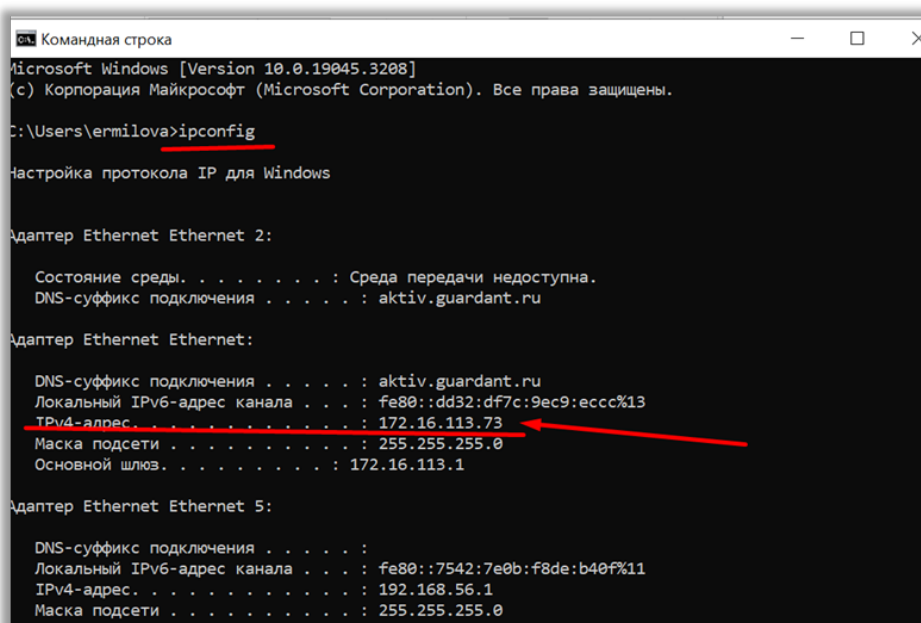 Командная строка
Microsoft Windows [Version 10.0.19045.3208]
(c) Корпорация Майкрософт (Microsoft Corporation). Все права защищены.
C:\Users\ermilova>ipconfig
Настройка протокола IP для Windows
Адаптер Ethernet Ethernet 2:
Состояние среды. . . . . . . . : Среда передачи недоступна.
DNS-суффикс подключения . . . . . : aktiv.guardant.ru
Адаптер Ethernet Ethernet:
DNS-суффикс подключения . . . . . : aktiv.guardant.ru
Локальный IPv6-адрес канала . . . : fe80::dd32:df7c:9ec9:eccc%13
IPv4-адрес. . . . . . . . . . . . : 172.16.113.73
Маска подсети . . . . . . . . . . : 255.255.255.0
Основной шлюз. . . . . . . . . : 172.16.113.1
Адаптер Ethernet Ethernet 5:
DNS-суффикс подключения . . . . . :
Локальный IPv6-адрес канала . . . : fe80::7542:7e0b:f8de:b40f%11
IPv4-адрес. . . . . . . . . . . . : 192.168.56.1
Маска подсети . . . . . . . . . . : 255.255.255.0